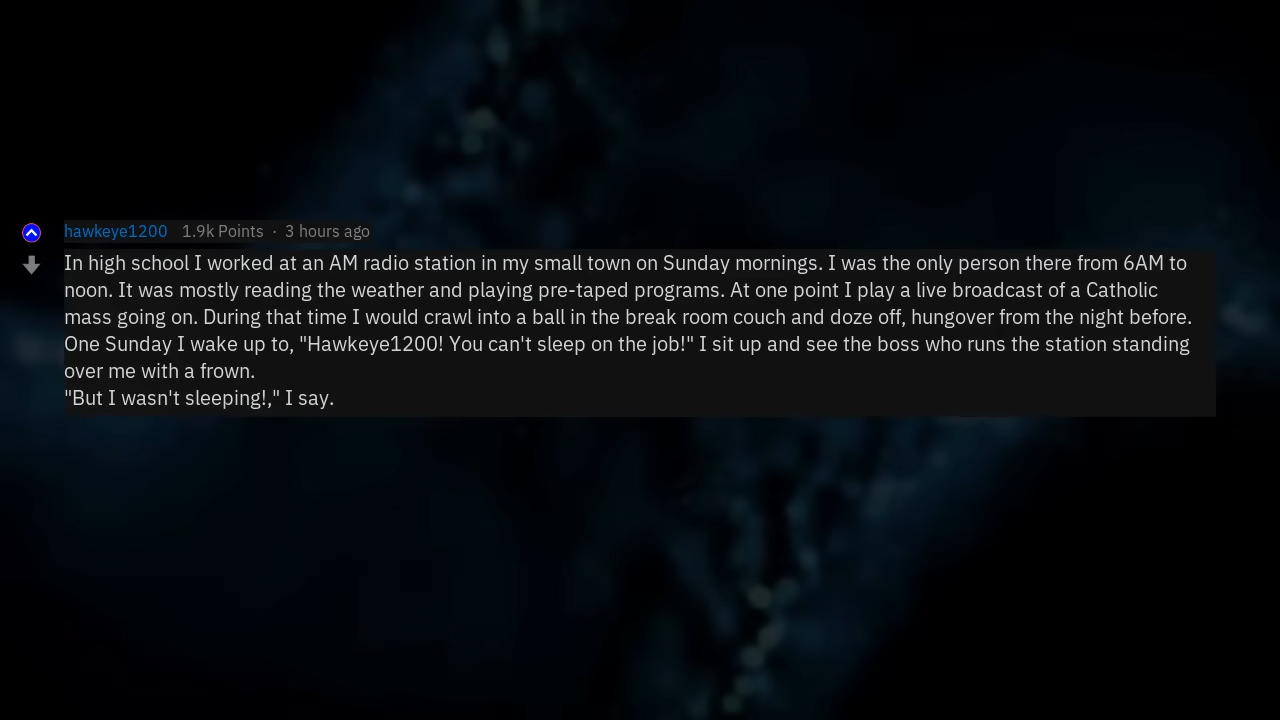 hawkeye1200 1.9k Points · 3 hours ago
In high school I worked at an AM radio station in my small town on Sunday mornings. I was the only person there from 6AM to
noon. It was mostly reading the weather and playing pre-taped programs. At one point I play a live broadcast of a Catholic
mass going on. During that time I would crawl into a ball in the break room couch and doze off, hungover from the night before.
One Sunday I wake up to, "Hawkeye1200! You can't sleep on the job!" I sit up and see the boss who runs the station standing
over me with a frown.
"But I wasn't sleeping!," I say.